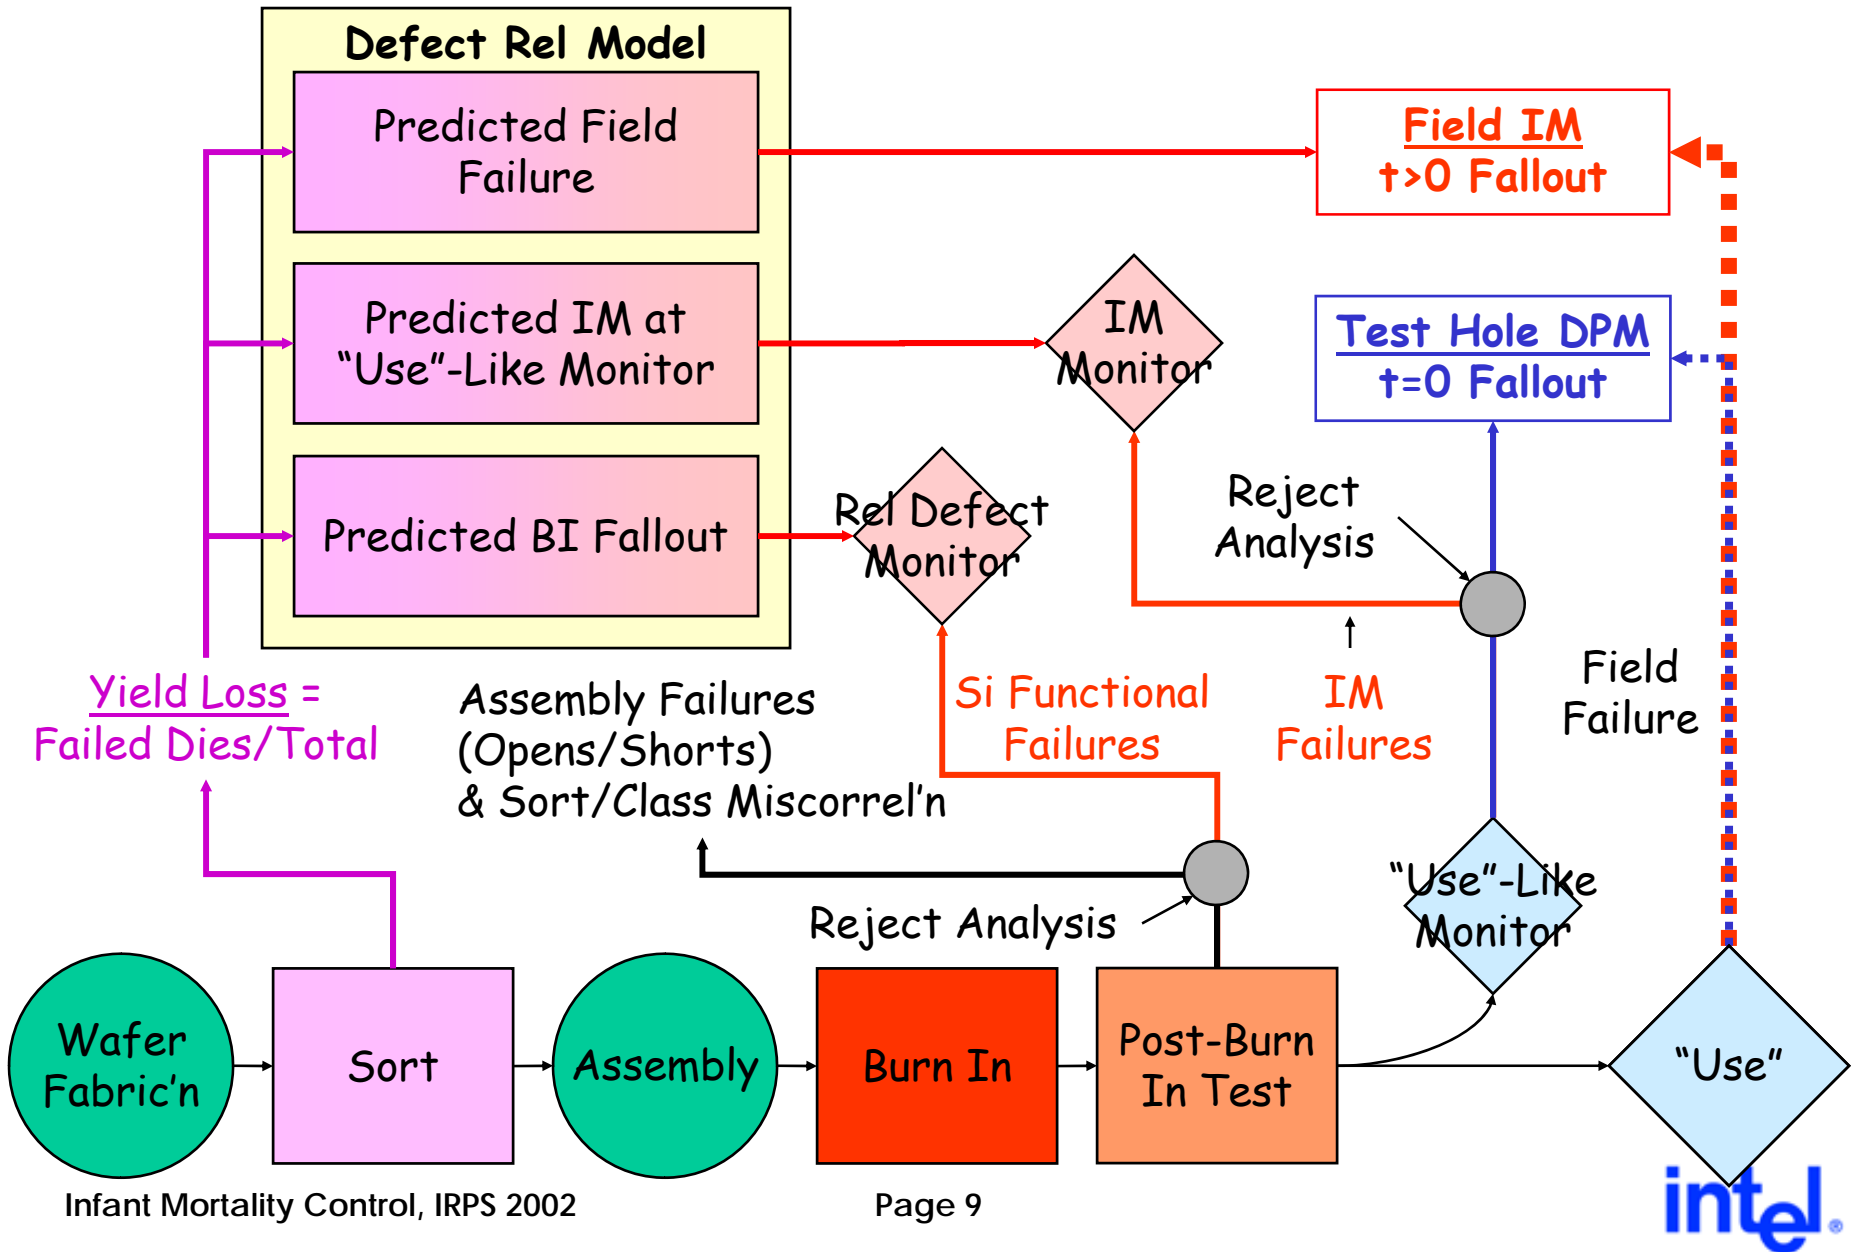 Defect Rel Model
Predicted Field
Failure
Field IM
t>0 Fallout
Predicted IM at
“Use”-Like Monitor
IM
Monitor
Test Hole DPM
t=0 Fallout
Predicted BI Fallout
Rel Defect
Monitor
Reject
Analysis
Yield Loss =
Failed Dies/Total
Assembly Failures
(Opens/Shorts)
& Sort/Class Miscorrel’n
Si Functional
Failures
IM
Failures
Field
Failure
Reject Analysis
“Use”-Like
Monitor
Wafer
Fabric’n
Sort
Assembly
Burn In
Post-Burn
In Test
“Use”
Infant Mortality Control, IRPS 2002
Page 9
intel®